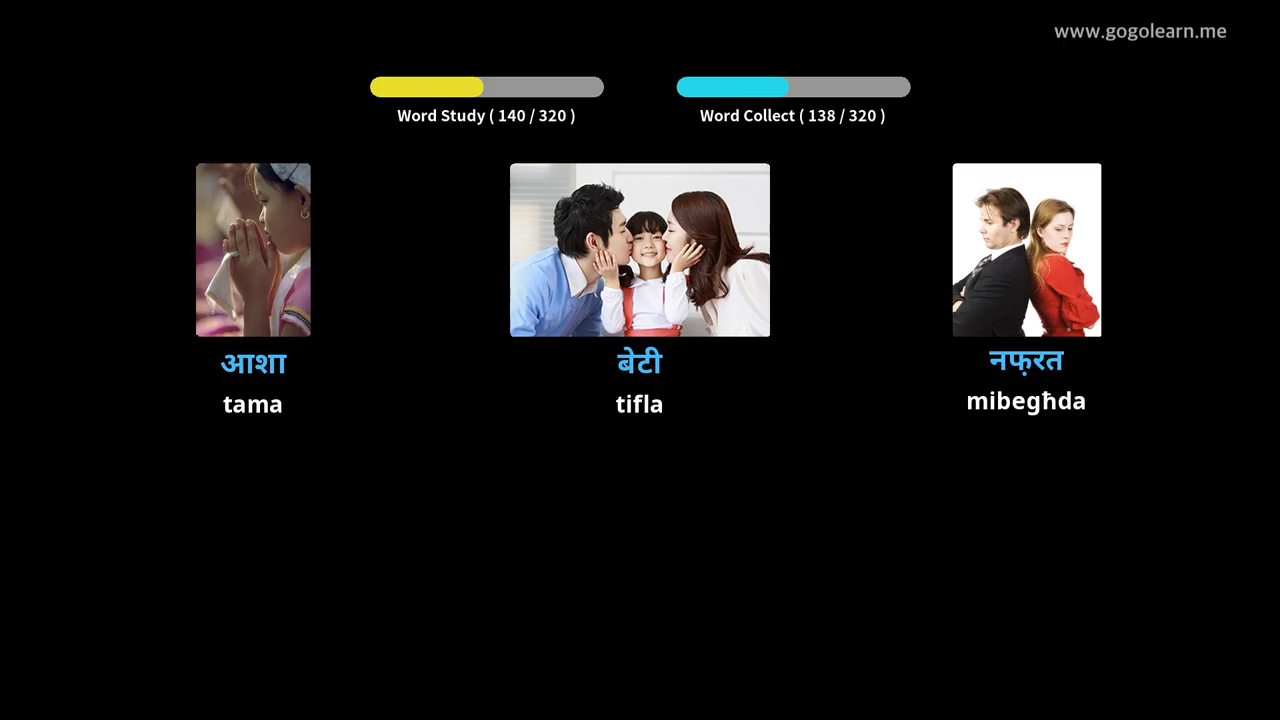 www.gogolearn.me
Word Study ( 140 / 320 )
Word Collect ( 138 / 320 )
आशा
tama
बेटी
tifla
नफ़रत
mibegħda